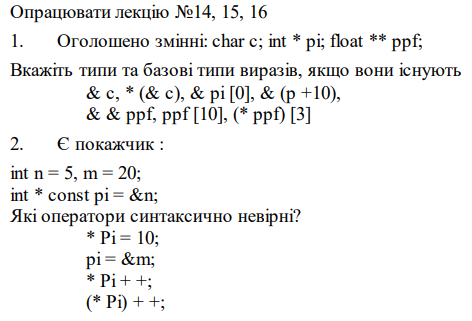 Опрацювати лекцію №14, 15, 16
1. Оголошено змінні: char c; int * pi; float ** ppf;
Вкажіть типи та базові типи виразів, якщо вони існують
& c, * (& c), & pi [0], & (p +10),
& & ppf, ppf [10], (* ppf) [3]
2. Є покажчик :
int n = 5, m = 20;
int * const pi = &n;
Які оператори синтаксично невірні?
* Pi = 10;
pi = &m;
* Pi + +;
(* Pi) + +;